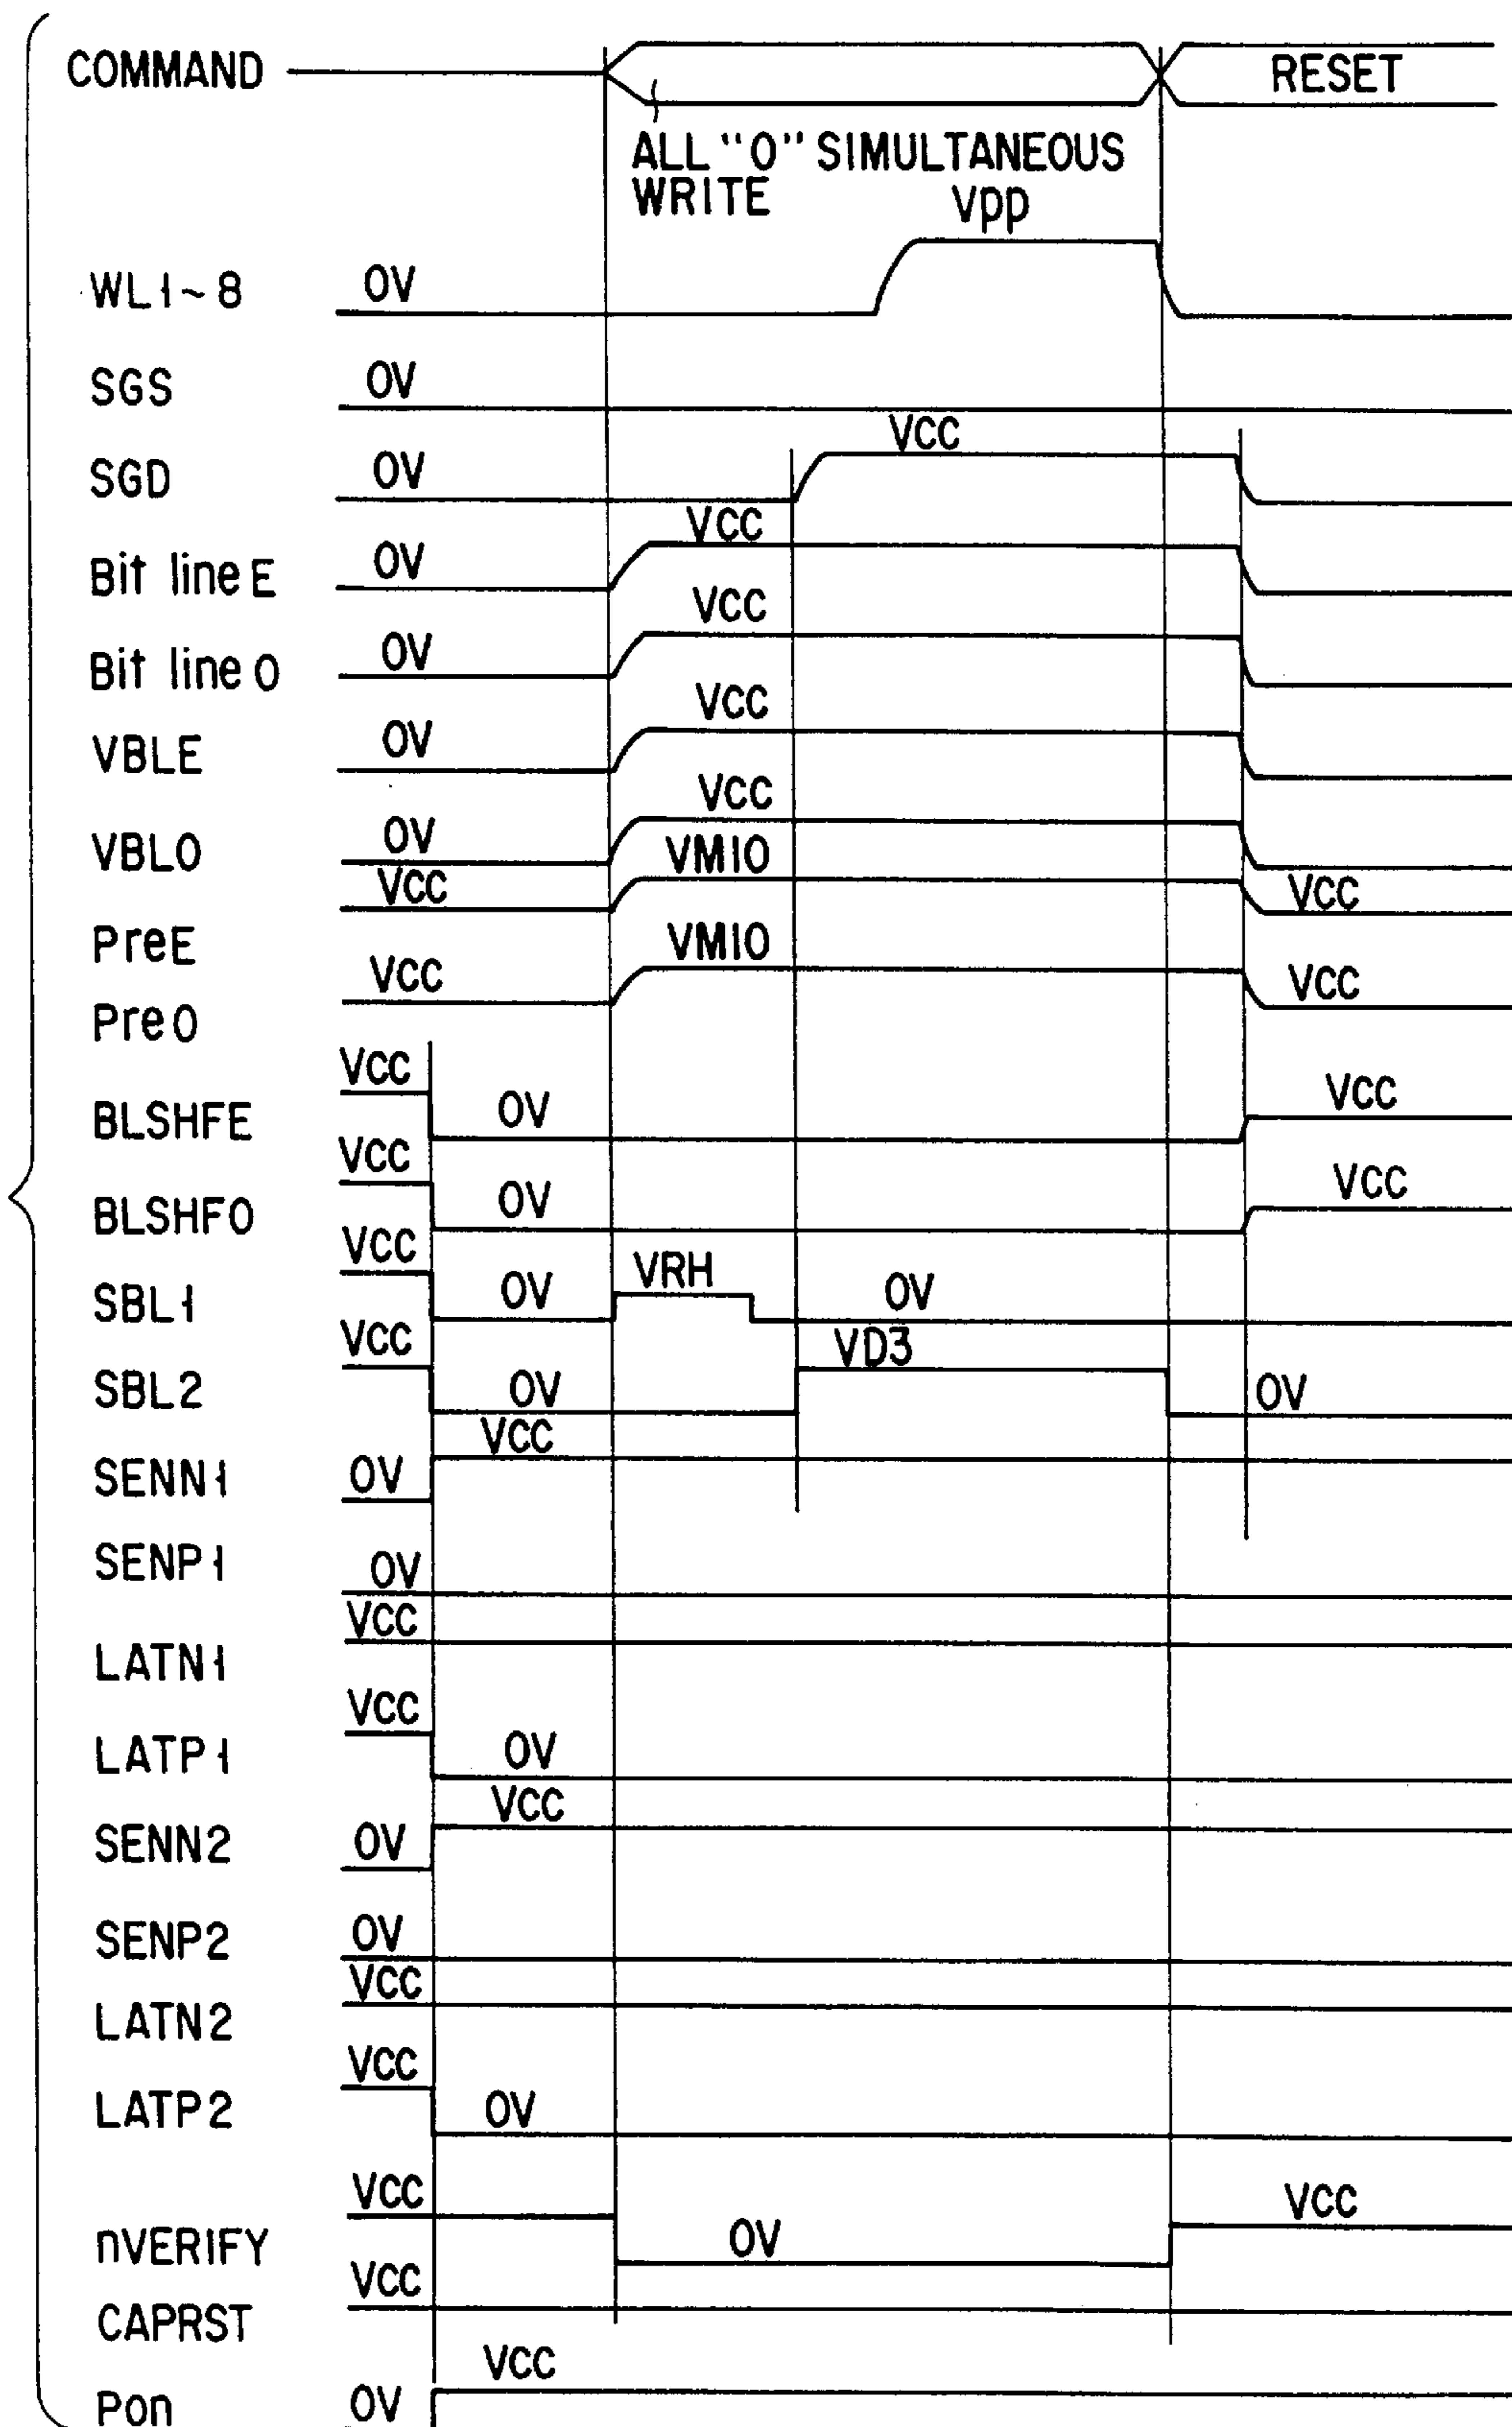 COMMAND RESET
ALL "0" SIMULTANEOUS
WRITE Vpp
WL1~8 0V
SGS 0V
SGD 0V VCC
Bit line E 0V VCC
Bit line 0 0V VCC
VBLE 0V VCC
VBLO 0V VCC
PreE VCC VM10 VCC
PreO VCC VM10 VCC
BLSHFE VCC 0V VCC
BLSHFO VCC 0V VCC
SBL1 VCC 0V VRH 0V
SBL2 VCC 0V VD3 0V
SENN1 0V VCC
SENP1 0V
LATN1 VCC
LATP1 VCC 0V
SENN2 0V VCC
SENP2 0V
LATN2 VCC
LATP2 VCC 0V
nVERIFY VCC 0V VCC
CAPRST VCC
Pon 0V VCC